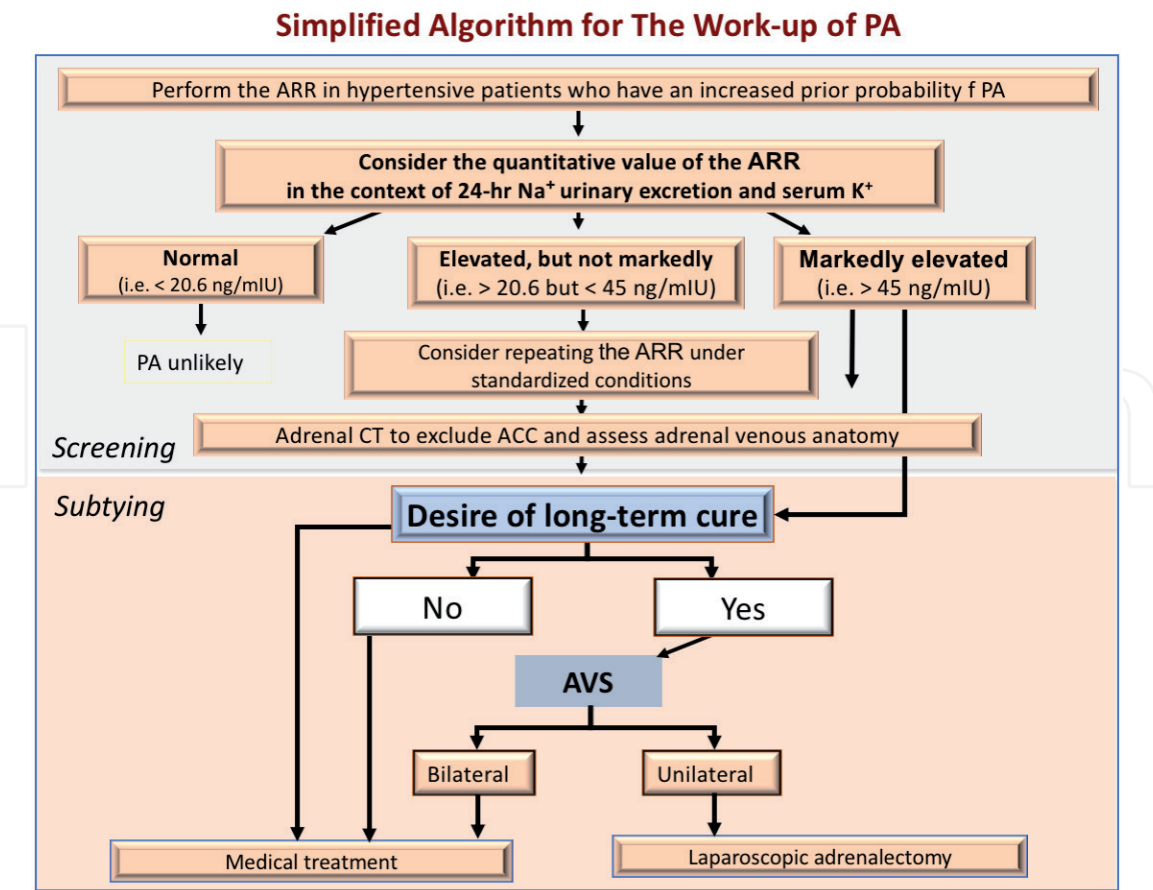 Simplified Algorithm for The Work-up of PA
Perform the ARR in hypertensive patients who have an increased prior probability f PA
Consider the quantitative value of the ARR
in the context of 24-hr Na⁺ urinary excretion and serum K⁺
Normal
(i.e. < 20.6 ng/mIU)
Elevated, but not markedly
(i.e. > 20.6 but < 45 ng/mIU)
Markedly elevated
(i.e. > 45 ng/mIU)
PA unlikely
Consider repeating the ARR under
standardized conditions
Adrenal CT to exclude ACC and assess adrenal venous anatomy
Screening
Subtying
Desire of long-term cure
No
Yes
AVS
Bilateral
Unilateral
Medical treatment
Laparoscopic adrenalectomy